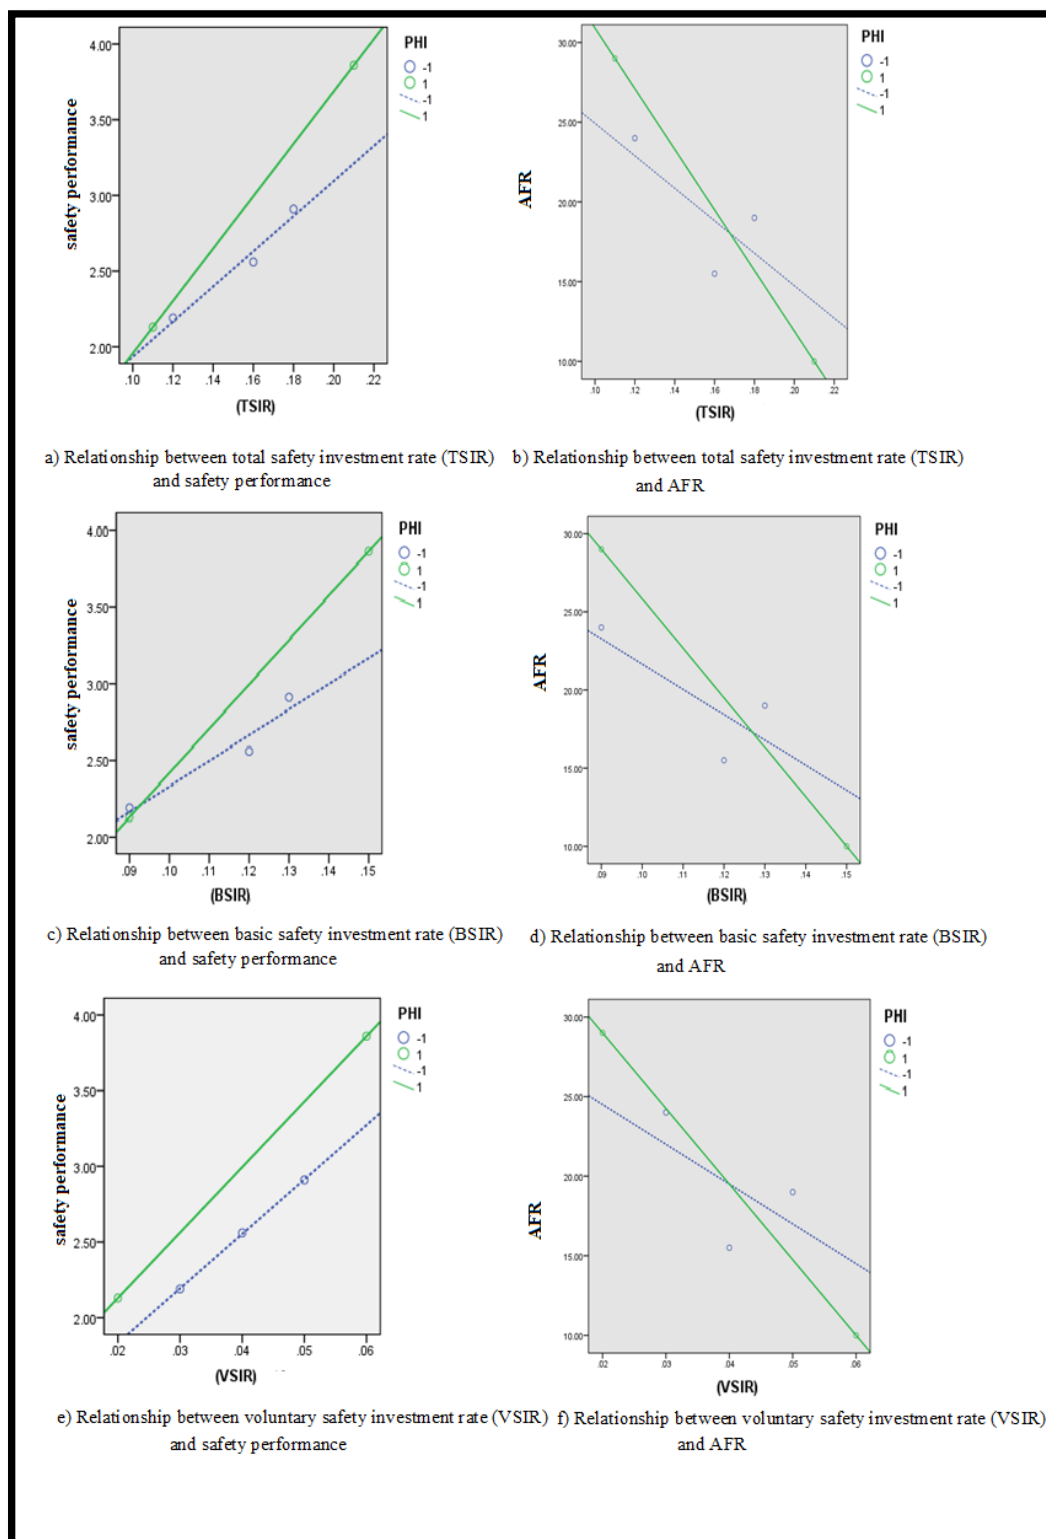 4.00
3.50
3.00
2.50
2.00
safety performance
.10 .12 .14 .16 .18 .20 .22
(TSIR)
PHI
-1
1
-1
1
30.00
25.00
20.00
15.00
10.00
AFR
.10 .12 .14 .16 .18 .20 .22
(TSIR)
PHI
-1
1
-1
1
a) Relationship between total safety investment rate (TSIR)
and safety performance
b) Relationship between total safety investment rate (TSIR)
and AFR
4.00
3.50
3.00
2.50
2.00
safety performance
.09 .10 .11 .12 .13 .14 .15
(BSIR)
PHI
-1
1
-1
1
30.00
25.00
20.00
15.00
10.00
AFR
.09 .10 .11 .12 .13 .14 .15
(BSIR)
PHI
-1
1
-1
1
c) Relationship between basic safety investment rate (BSIR)
and safety performance
d) Relationship between basic safety investment rate (BSIR)
and AFR
4.00
3.50
3.00
2.50
2.00
safety performance
.02 .03 .04 .05 .06
(VSIR)
PHI
-1
1
-1
1
30.00
25.00
20.00
15.00
10.00
AFR
.02 .03 .04 .05 .06
(VSIR)
PHI
-1
1
-1
1
e) Relationship between voluntary safety investment rate (VSIR)
and safety performance
f) Relationship between voluntary safety investment rate (VSIR)
and AFR